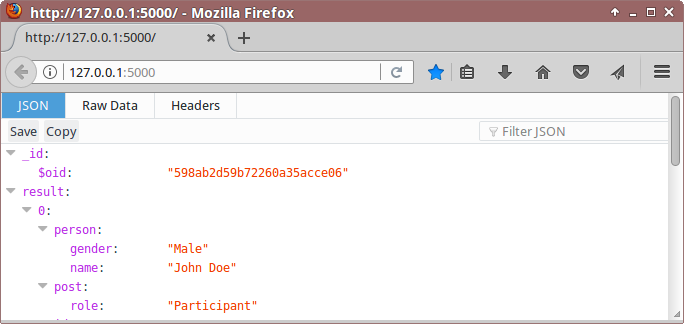 http://127.0.0.1:5000/ - Mozilla Firefox
http://127.0.0.1:5000/
127.0.0.1:5000
JSON Raw Data Headers
Save Copy Filter JSON
_id:
$oid: "598ab2d59b72260a35acce06"
result:
0:
person:
gender: "Male"
name: "John Doe"
post:
role: "Participant"